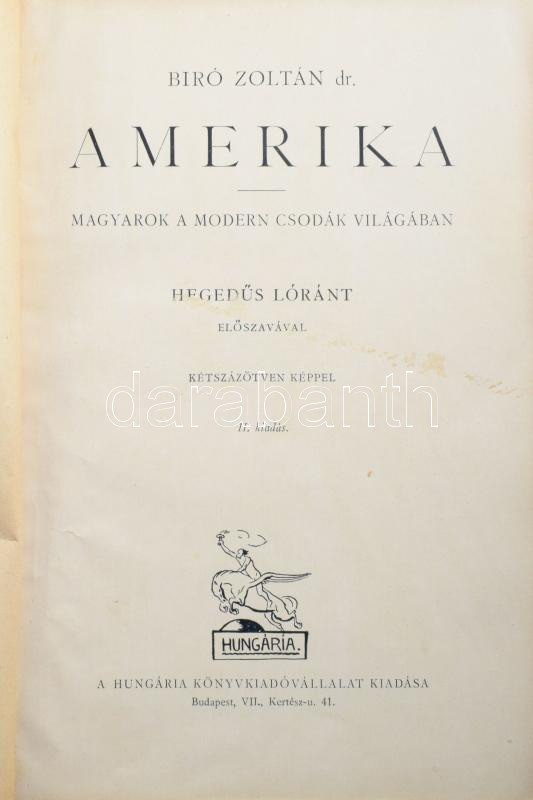 BIRÓ ZOLTÁN dr.
AMERIKA
MAGYAROK A MODERN CSODÁK VILÁGÁBAN
HEGEDŰS LÓRÁNT
ELŐSZAVÁVAL
KÉTSZÁZÖTVEN KÉPPEL
darabanth
II. kiadás.
HUNGÁRIA.
A HUNGÁRIA KÖNYVKIADÓVÁLLALAT KIADÁSA
Budapest, VII., Kertész-u. 41.